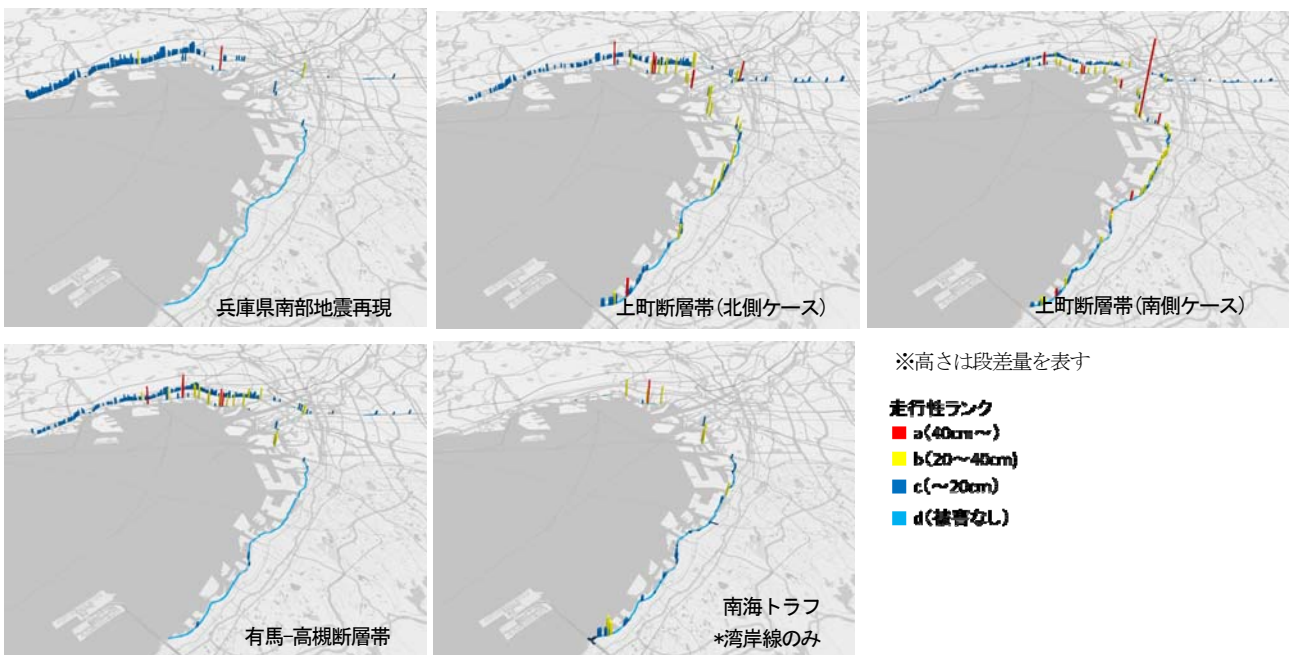 兵庫県南部地震再現
上町断層帯(北側ケース)
上町断層帯(南側ケース)
有馬-高槻断層帯
南海トラフ
*湾岸線のみ
※高さは段差量を表す
走行性ランク
a(40cm~)
b(20~40cm)
c(~20cm)
d(被害なし)